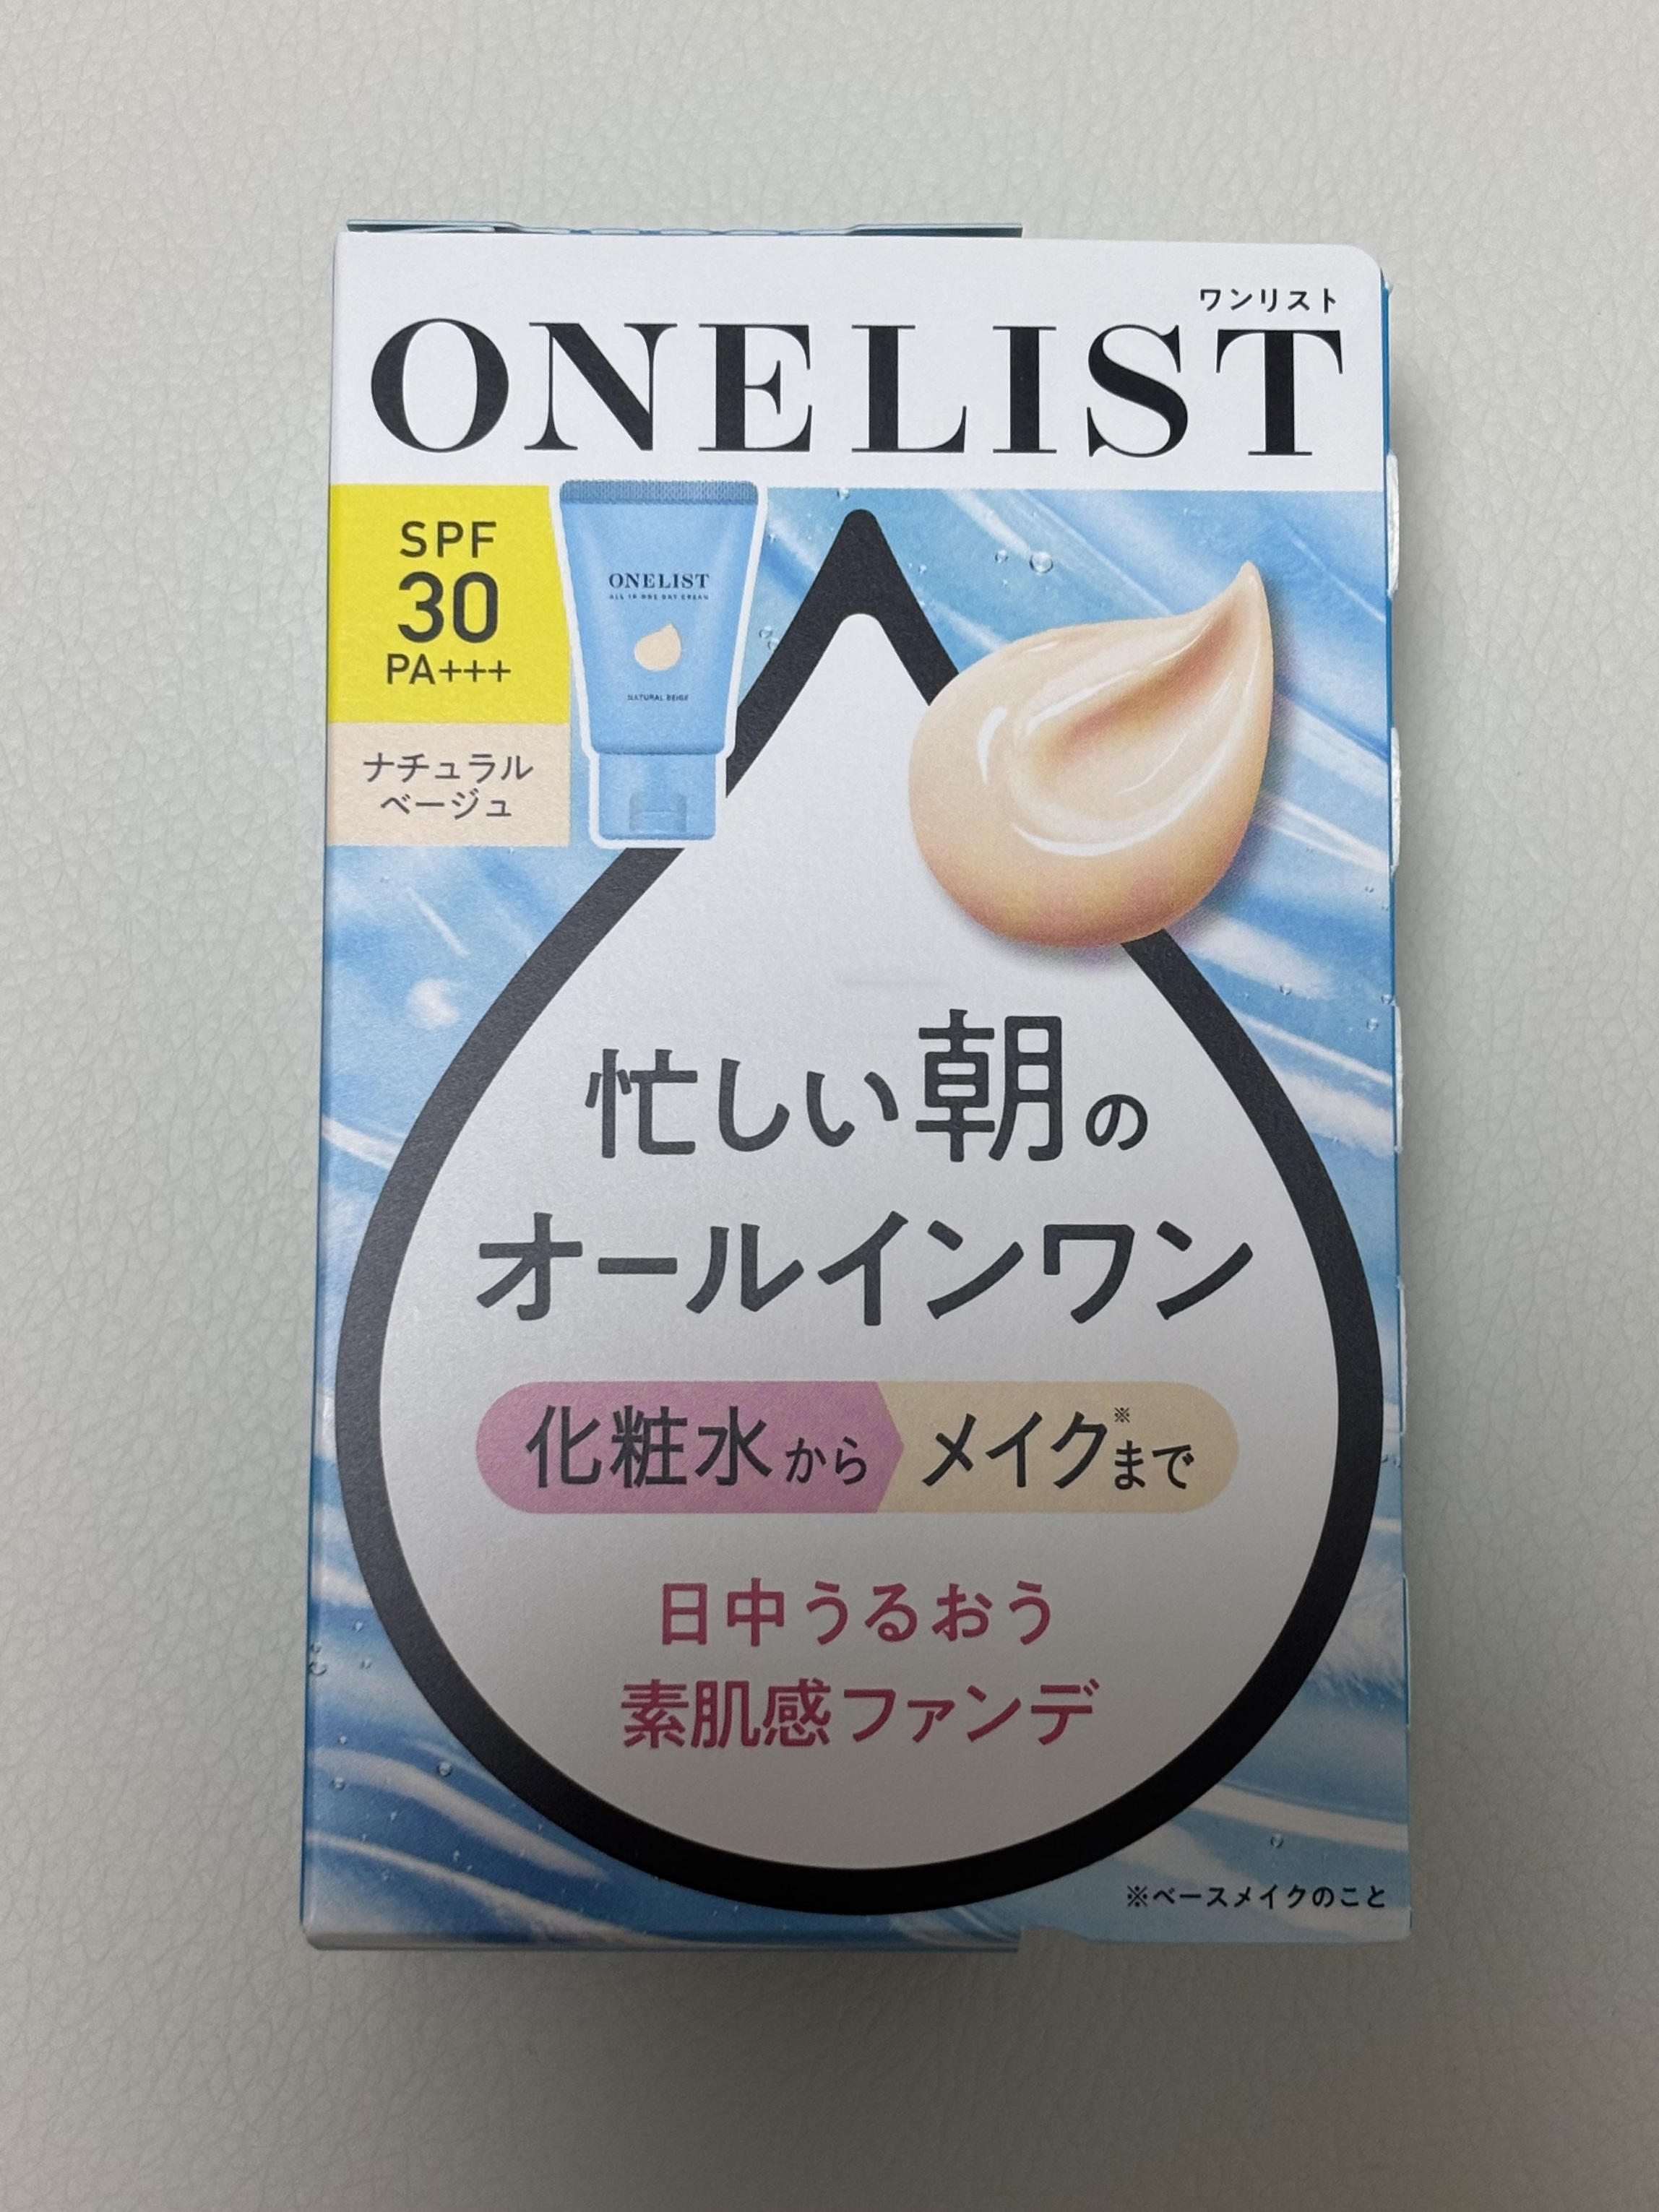 ワンリスト
ONELIST
SPF
30
PA+++
ナチュラル
ベージュ
ONELIST
ALL IN ONE DAY CREAM
NATURAL BEIGE
忙しい朝の
オールインワン
化粧水から メイク※まで
日中うるおう
素肌感ファンデ
※ベースメイクのこと